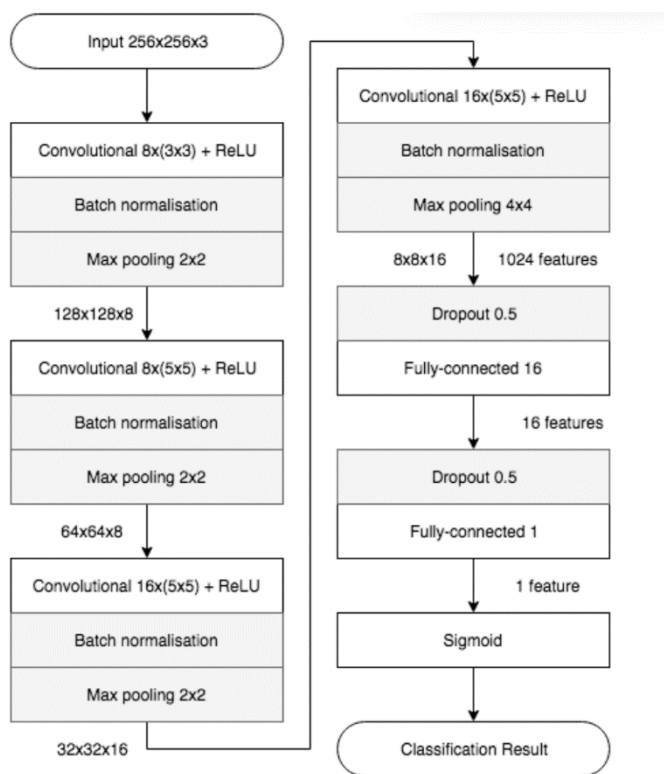 Input 256x256x3
Convolutional 8x(3x3) + ReLU
Batch normalisation
Max pooling 2x2
128x128x8
Convolutional 8x(5x5) + ReLU
Batch normalisation
Max pooling 2x2
64x64x8
Convolutional 16x(5x5) + ReLU
Batch normalisation
Max pooling 2x2
32x32x16
Convolutional 16x(5x5) + ReLU
Batch normalisation
Max pooling 4x4
8x8x16 1024 features
Dropout 0.5
Fully-connected 16
16 features
Dropout 0.5
Fully-connected 1
1 feature
Sigmoid
Classification Result